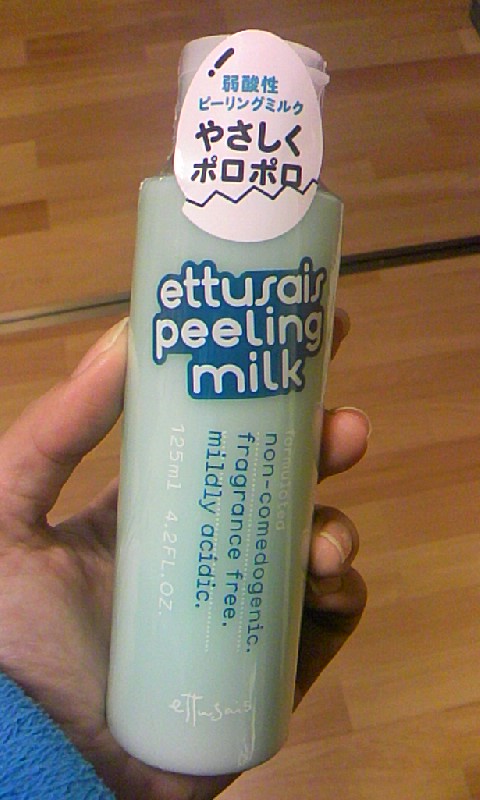 !
弱酸性
ピーリングミルク
やさしく
ポロポロ
ettusais
peeling
milk
formulated
non-comedogenic.
fragrance free.
mildly acidic.
125ml 4.2FL.OZ.
ettusais